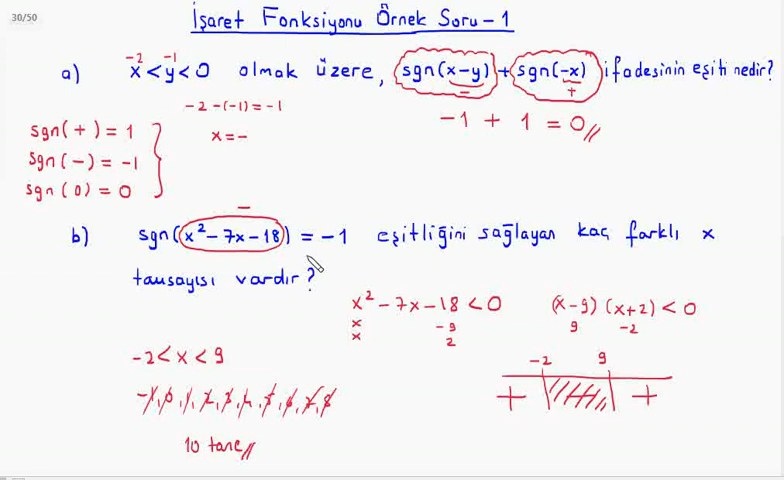 30/50
İşaret Fonksiyonu Örnek Soru-1
-2 -1
a) x < y < 0 olmak üzere, sgn(x-y) + sgn(-x) ifadesinin eşiti nedir?
- +
-2-(-1) = -1
-1 + 1 = 0
x = -
sgn(+) = 1
sgn(-) = -1
sgn(0) = 0
-
b) sgn(x²-7x-18) = -1 eşitliğini sağlayan kaç farklı x
tamsayısı vardır?
x²-7x-18 < 0 (x-9)(x+2) < 0
x -9 9 -2
x 2
-2 < x < 9
-2 9
-1, 0, 1, 2, 3, 4, 5, 6, 7, 8
+ +
10 tane